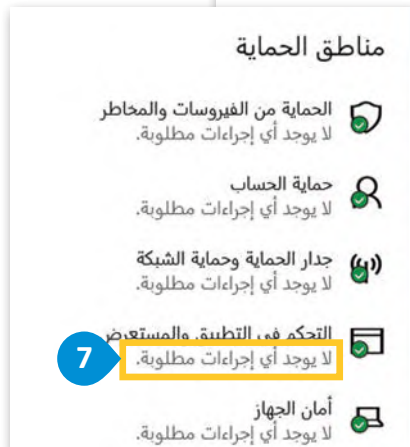 مناطق الحماية
الحماية من الفيروسات والمخاطر
لا يوجد أي إجراءات مطلوبة.
حماية الحساب
لا يوجد أي إجراءات مطلوبة.
جدار الحماية وحماية الشبكة
لا يوجد أي إجراءات مطلوبة.
التحكم في التطبيق والمستعرض
7
لا يوجد أي إجراءات مطلوبة.
أمان الجهاز
لا يوجد أي إجراءات مطلوبة.